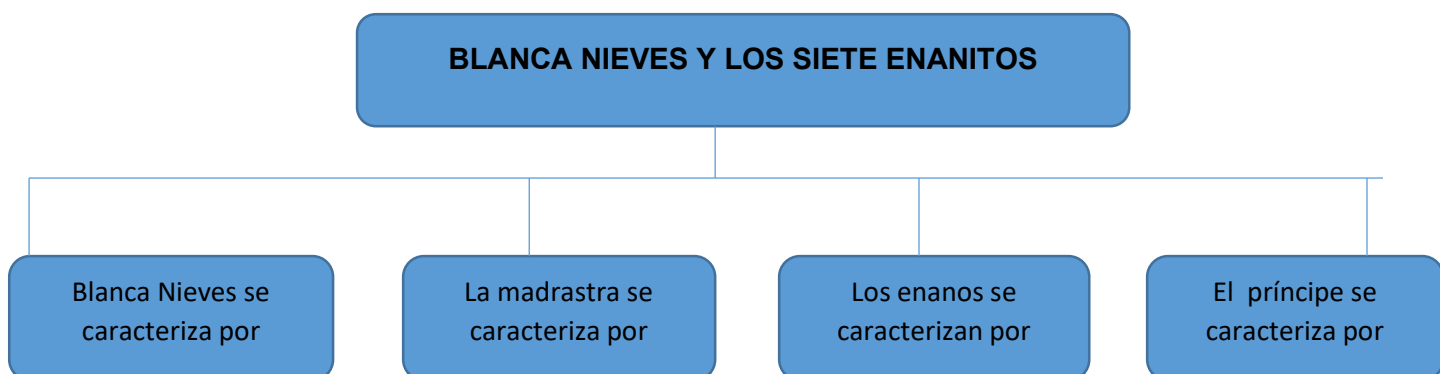 BLANCA NIEVES Y LOS SIETE ENANITOS
Blanca Nieves se
caracteriza por
La madrastra se
caracteriza por
Los enanos se
caracterizan por
El  príncipe se
caracteriza por